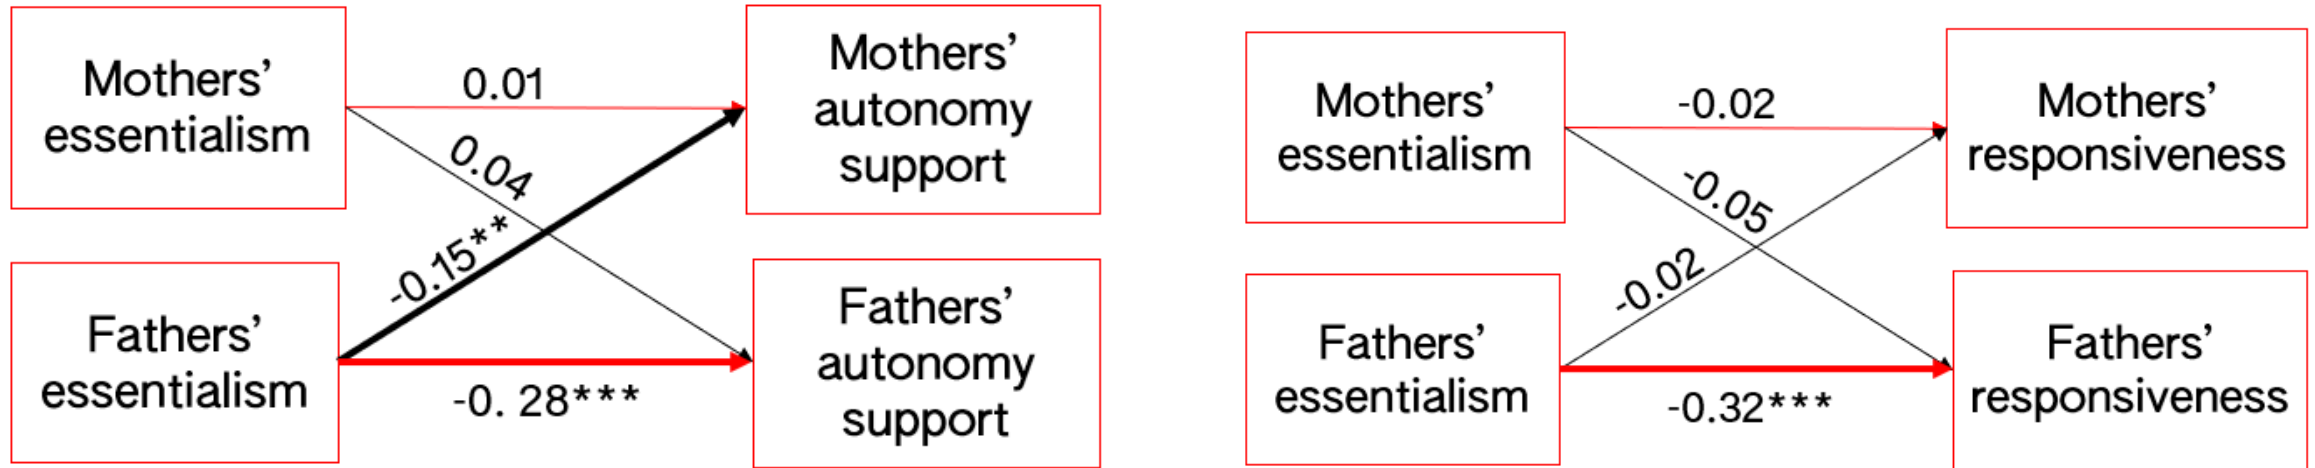 Mothers’
essentialism
0.01
0.04
-0.15**
Mothers’
autonomy
support
Fathers’
essentialism
-0. 28***
Fathers’
autonomy
support
Mothers’
essentialism
-0.02
-0.05
-0.02
Mothers’
responsiveness
Fathers’
essentialism
-0.32***
Fathers’
responsiveness